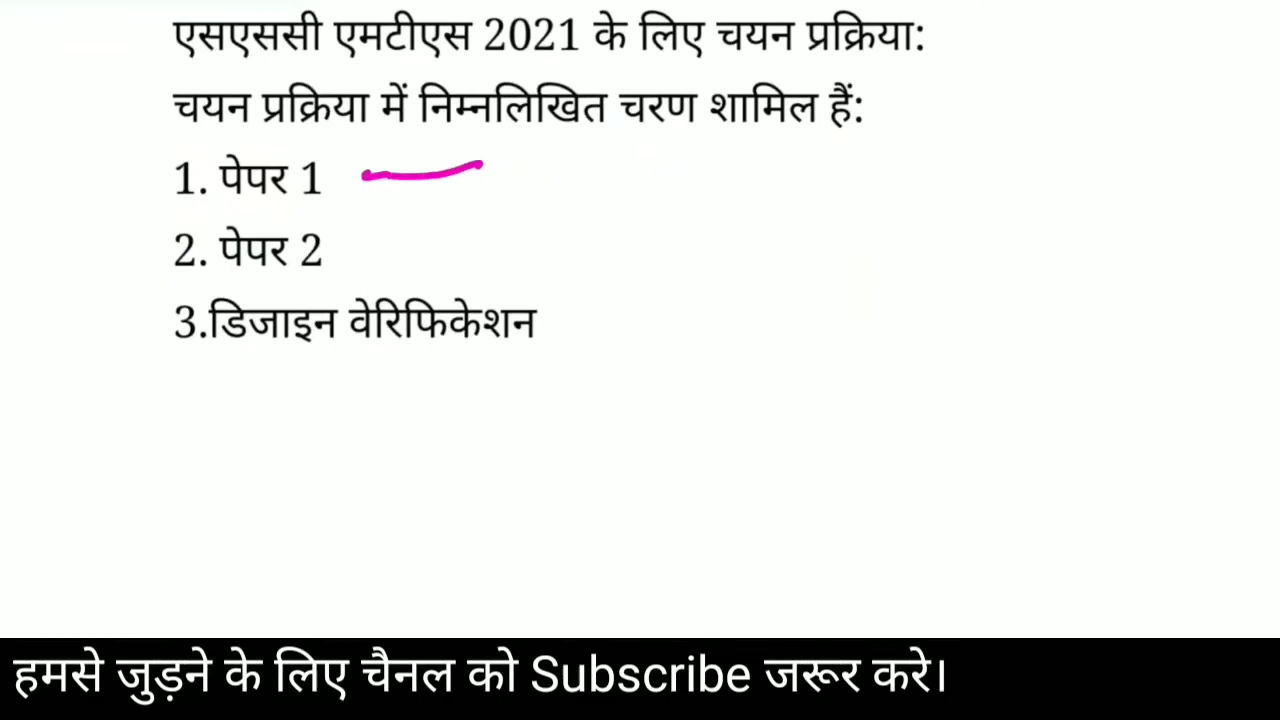 एसएससी एमटीएस 2021 के लिए चयन प्रक्रिया:
चयन प्रक्रिया में निम्नलिखित चरण शामिल हैं:
1. पेपर 1
2. पेपर 2
3.डिजाइन वेरिफिकेशन
हमसे जुड़ने के लिए चैनल को Subscribe जरूर करे।